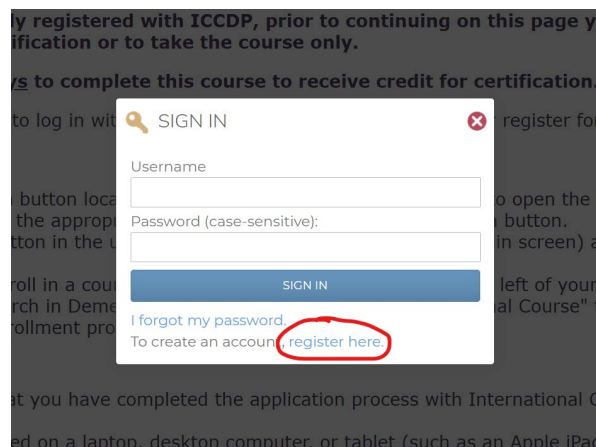 ly registered with ICCDP, prior to continuing on this page y
ification or to take the course only.
ys to complete this course to receive credit for certification.
to log in wit
register for
SIGN IN
Username
Password (case-sensitive):
SIGN IN
I forgot my password.
To create an account, register here.
button loca
to open the
the approp
button.
tton in the u
in screen) a
roll in a cou
left of your
rch in Deme
al Course"
rollment pro
at you have completed the application process with International C
ed on a laptop, desktop computer, or tablet (such as an Apple iPad